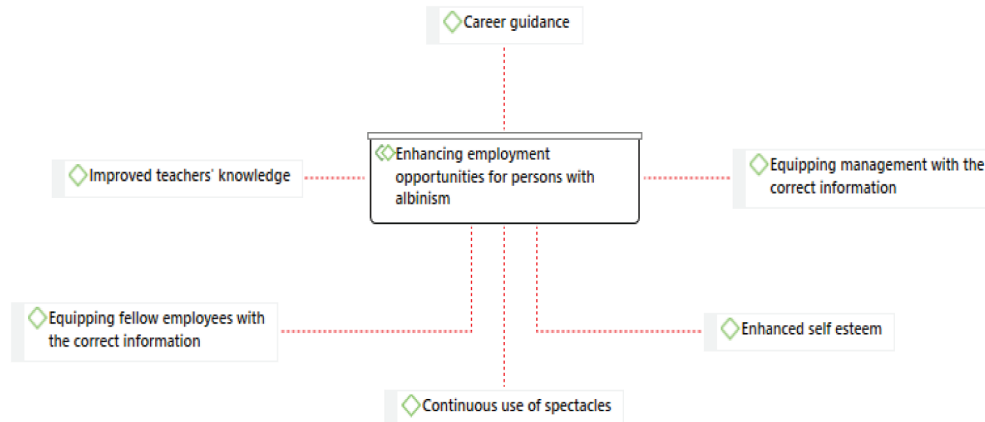 Career guidance
Enhancing employment
opportunities for persons with
albinism
Improved teachers' knowledge
Equipping management with the
correct information
Equipping fellow employees with
the correct information
Enhanced self esteem
Continuous use of spectacles